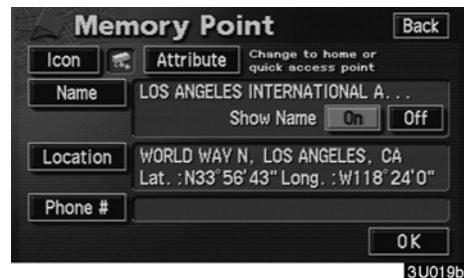 Memory Point Back
Icon Attribute Change to home or
quick access point
Name LOS ANGELES INTERNATIONAL A...
Show Name On Off
Location WORLD WAY N, LOS ANGELES, CA
Lat. :N33°56'43" Long. :W118°24'0"
Phone #
OK
3U019b